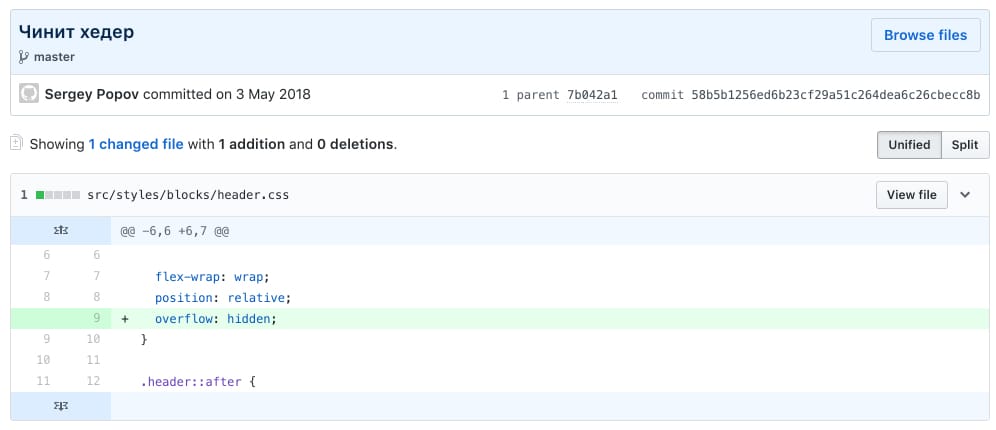 Чинит хедер
Browse files
master
Sergey Popov committed on 3 May 2018
1 parent 7b042a1 commit 58b5b1256ed6b23cf29a51c264dea6c26cbecc8b
Showing 1 changed file with 1 addition and 0 deletions.
Unified Split
1 src/styles/blocks/header.css
View file
@@ -6,6 +6,7 @@
6 6
7 7 flex-wrap: wrap;
8 8 position: relative;
9 + overflow: hidden;
9 10 }
10 11
11 12 .header::after {